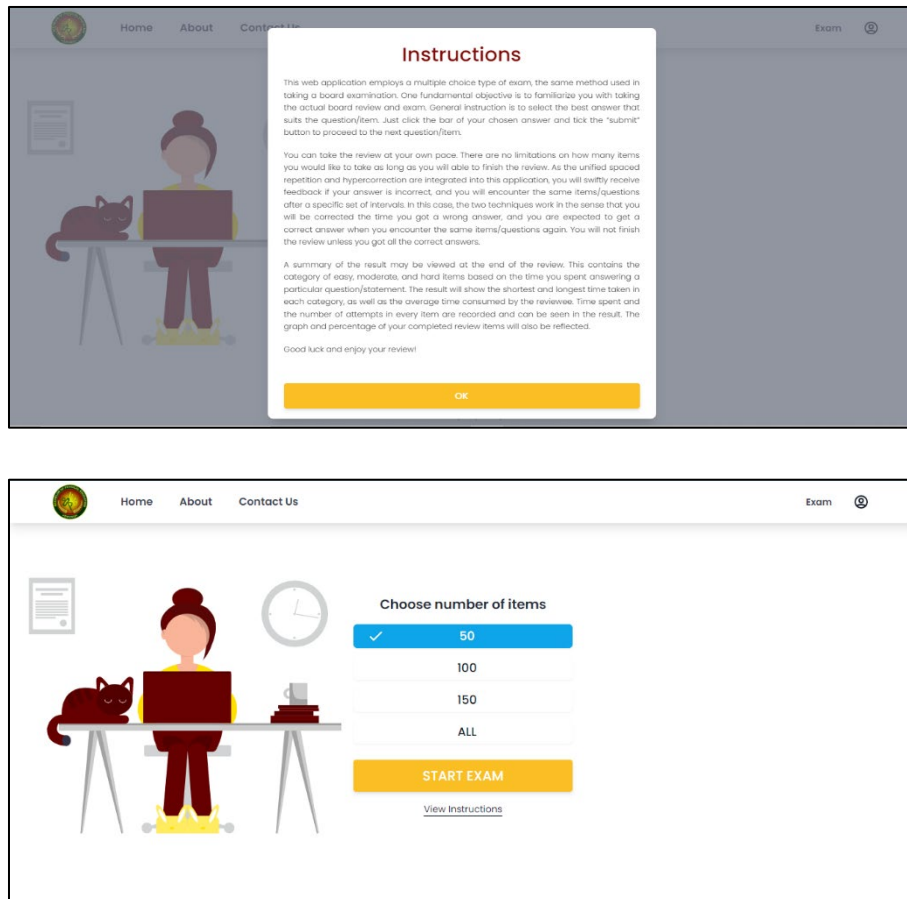 Home About Contact Us Exam
Instructions
This web application employs a multiple choice type of exam, the same method used in
taking a board examination. One fundamental objective is to familiarize you with taking
the actual board review and exam. General instruction is to select the best answer that
suits the question/item. Just click the bar of your chosen answer and tick the "submit"
button to proceed to the next question/item.
You can take the review at your own pace. There are no limitations on how many items
you would like to take as long as you will able to finish the review. As the unified spaced
repetition and hypercorrection are integrated into this application, you will swiftly receive
feedback if your answer is incorrect, and you will encounter the same items/questions
after a specific set of intervals. In this case, the two techniques work in the sense that you
will be corrected the time you got a wrong answer, and you are expected to get a
correct answer when you encounter the same items/questions again. You will not finish
the review unless you got all the correct answers.
A summary of the result may be viewed at the end of the review. This contains the
category of easy, moderate, and hard items based on the time you spent answering a
particular question/statement. The result will show the shortest and longest time taken in
each category, as well as the average time consumed by the reviewee. Time spent and
the number of attempts in every item are recorded and can be seen in the result. The
graph and percentage of your completed review items will also be reflected.
Good luck and enjoy your review!
OK
Home About Contact Us Exam
Choose number of items
50
100
150
ALL
START EXAM
View Instructions